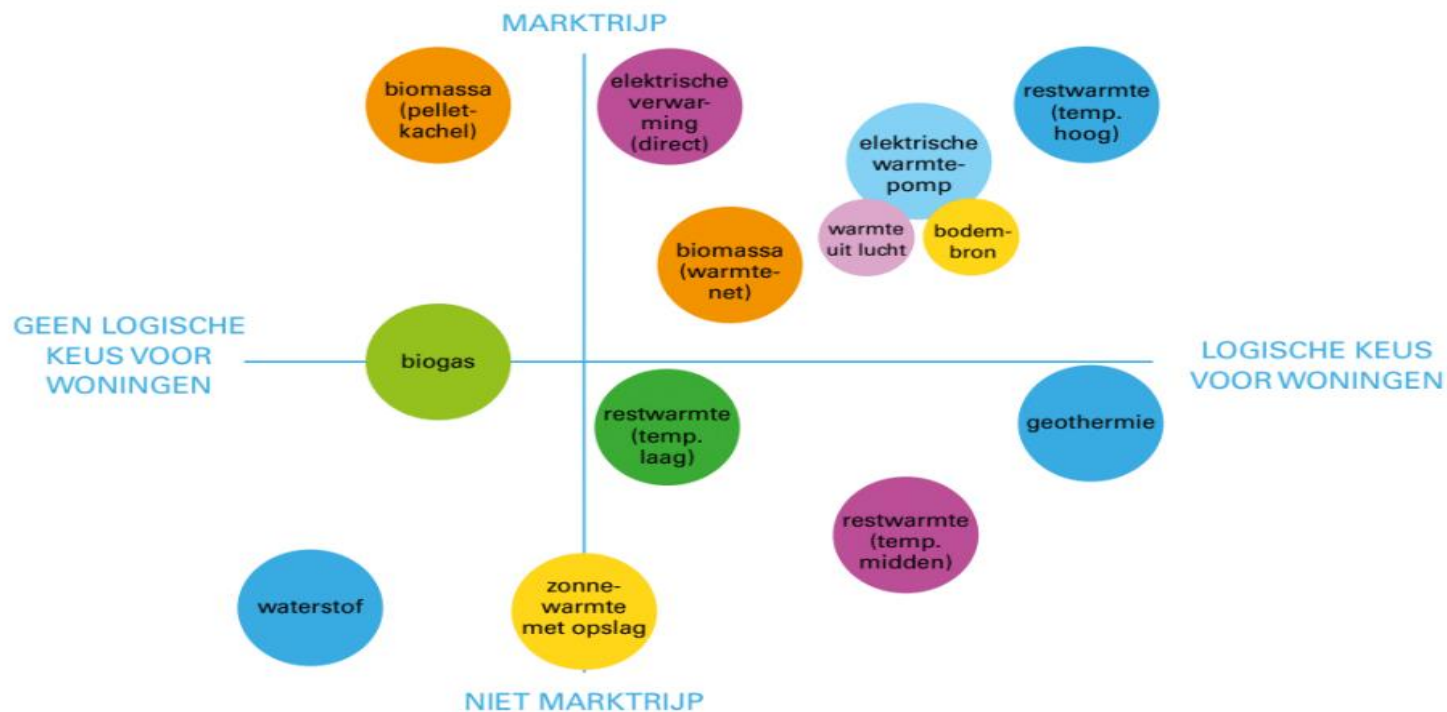 MARKTRIJP
biomassa
(pellet-
kachel)
elektrische
verwar-
ming
(direct)
restwarmte
(temp.
hoog)
elektrische
warmte-
pomp
warmte
uit lucht
bodem-
bron
biomassa
(warmte-
net)
GEEN LOGISCHE
KEUS VOOR
WONINGEN
biogas
LOGISCHE KEUS
VOOR WONINGEN
restwarmte
(temp.
laag)
geothermie
restwarmte
(temp.
midden)
waterstof
zonne-
warmte
met opslag
NIET MARKTRIJP